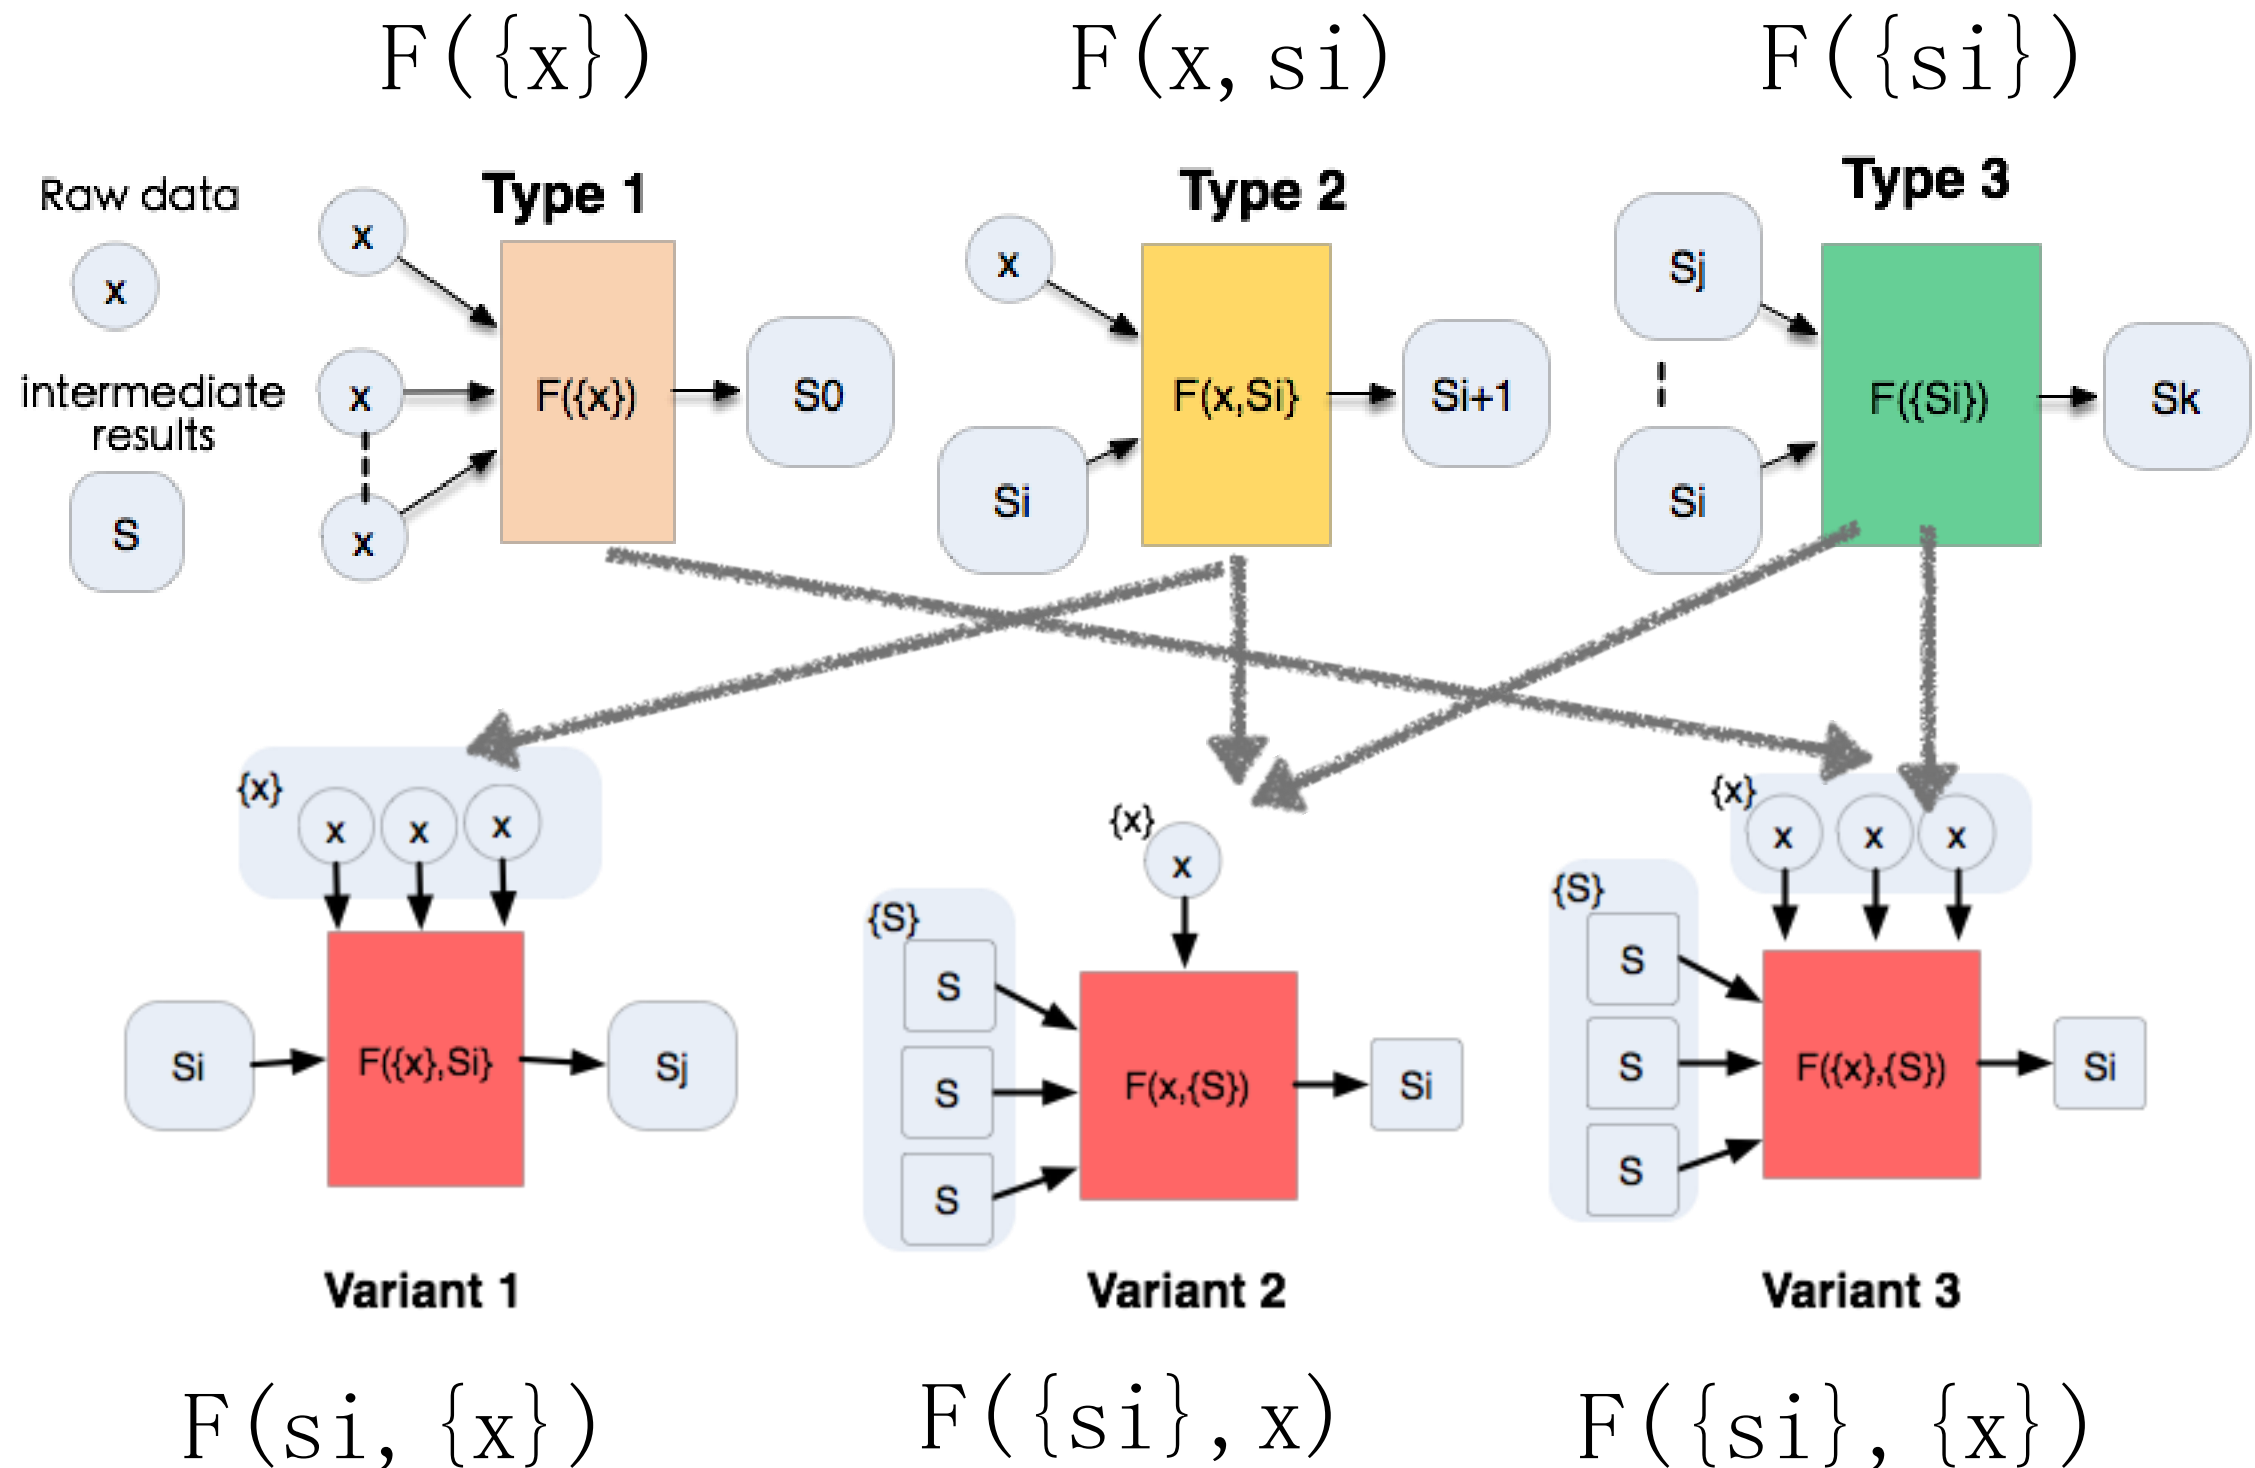 F({x})
F(x,si)
F({si})
Raw data
x
intermediate
results
S
Type 1
x
x
x
F({x})
S0
Type 2
x
Si
F(x,Si}
Si+1
Type 3
Sj
Si
F({Si})
Sk
{x}
x x x
Si
F({x},Si}
Sj
Variant 1
F(si,{x})
{x}
x
{S}
S
S
S
F(x,{S})
Si
Variant 2
F({si},x)
{x}
x x x
{S}
S
S
S
F({x},{S})
Si
Variant 3
F({si},{x})